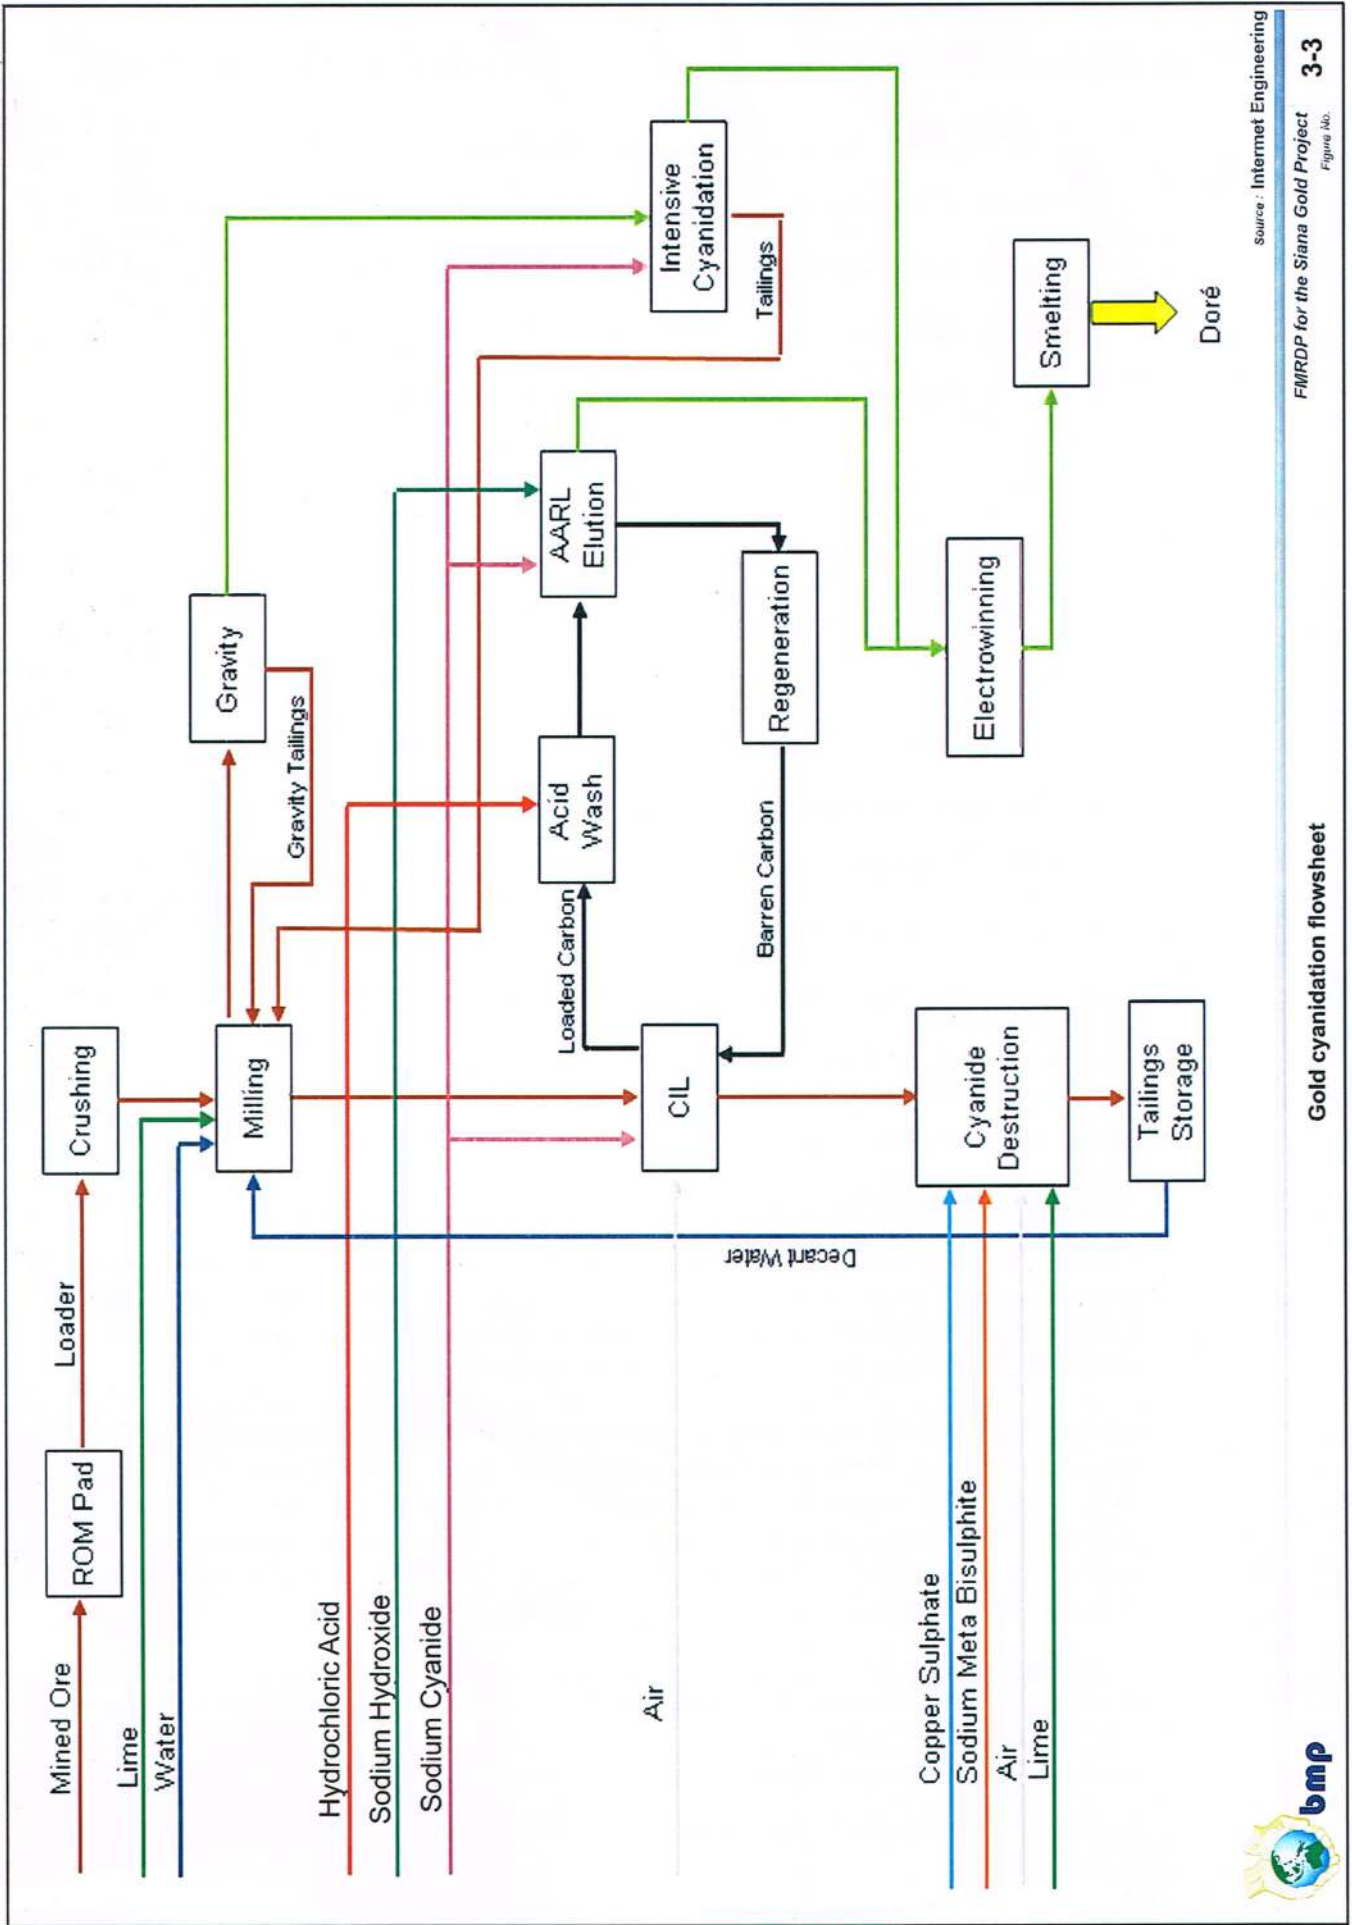 Mined Ore
ROM Pad
Loader
Crushing
Lime
Water
Milling
Gravity
Gravity Tailings
Hydrochloric Acid
Sodium Hydroxide
Sodium Cyanide
Loaded Carbon
Acid
Wash
AARL
Elution
Intensive
Cyanidation
Tailings
Air
CIL
Barren Carbon
Regeneration
Decant Water
Copper Sulphate
Sodium Meta Bisulphite
Air
Lime
Cyanide
Destruction
Electrowinning
Smelting
Tailings
Storage
Doré
Source : Intermet Engineering
FMRDP for the Siana Gold Project
3-3
Figure No.
Gold cyanidation flowsheet
bmp